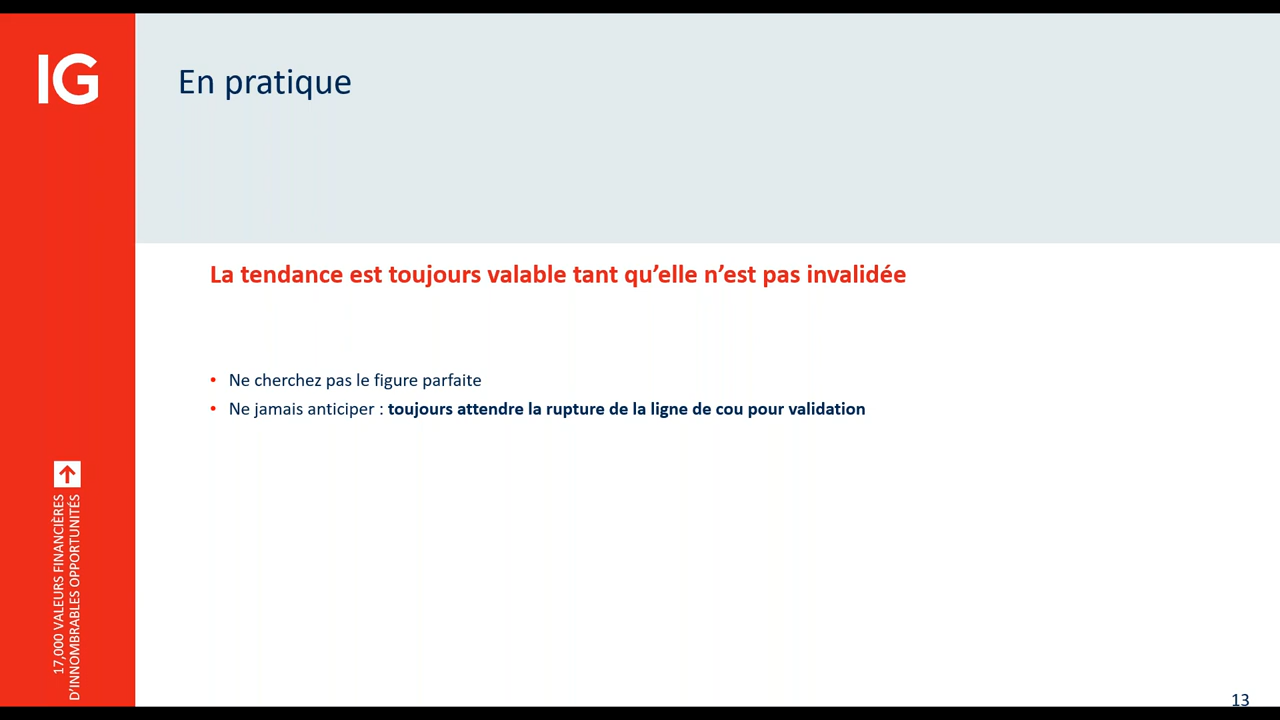 IG
En pratique
La tendance est toujours valable tant qu’elle n’est pas invalidée
• Ne cherchez pas le figure parfaite
• Ne jamais anticiper : toujours attendre la rupture de la ligne de cou pour validation
17,000 VALEURS FINANCIÈRES
D’INNOMBRABLES OPPORTUNITÉS
13